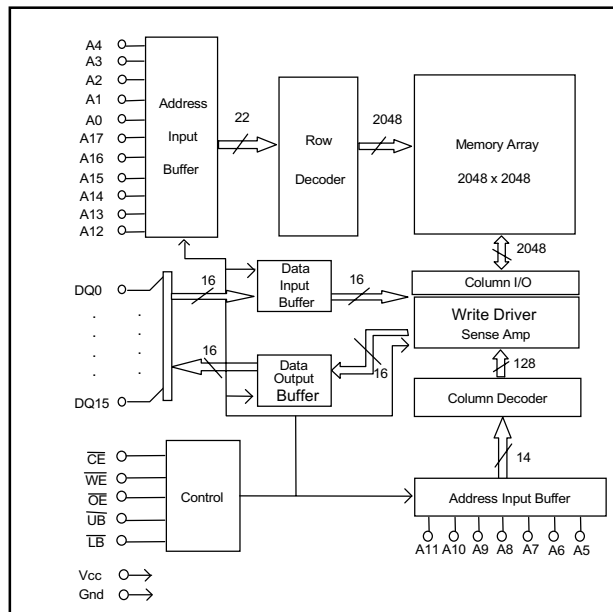 A4
A3
A2
A1
A0
A17
A16
A15
A14
A13
A12
Address
Input
Buffer
22
Row
Decoder
2048
Memory Array
2048 x 2048
2048
Column I/O
Write Driver
Sense Amp
128
Column Decoder
14
Address Input Buffer
A11 A10 A9 A8 A7 A6 A5
DQ0
DQ15
16
Data
Input
Buffer
16
16
Data
Output
Buffer
16
CE
WE
OE
UB
LB
Control
Vcc
Gnd